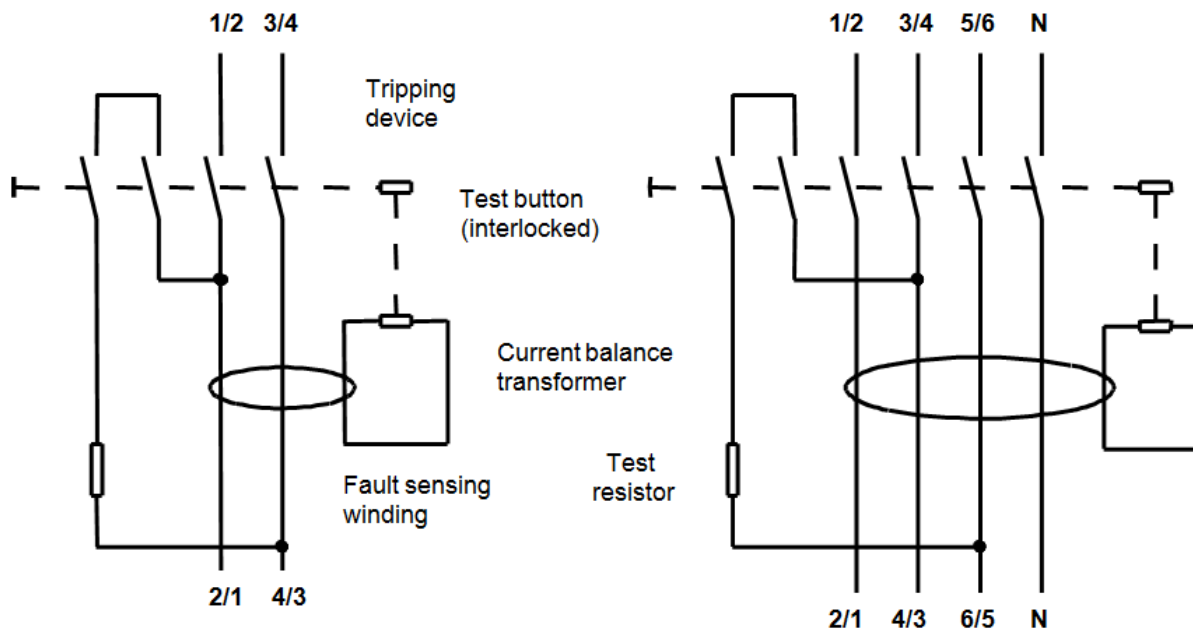 1/2 3/4
1/2 3/4 5/6 N
Tripping
device
Test button
(interlocked)
Current balance
transformer
Fault sensing
winding
Test
resistor
2/1 4/3
2/1 4/3 6/5 N